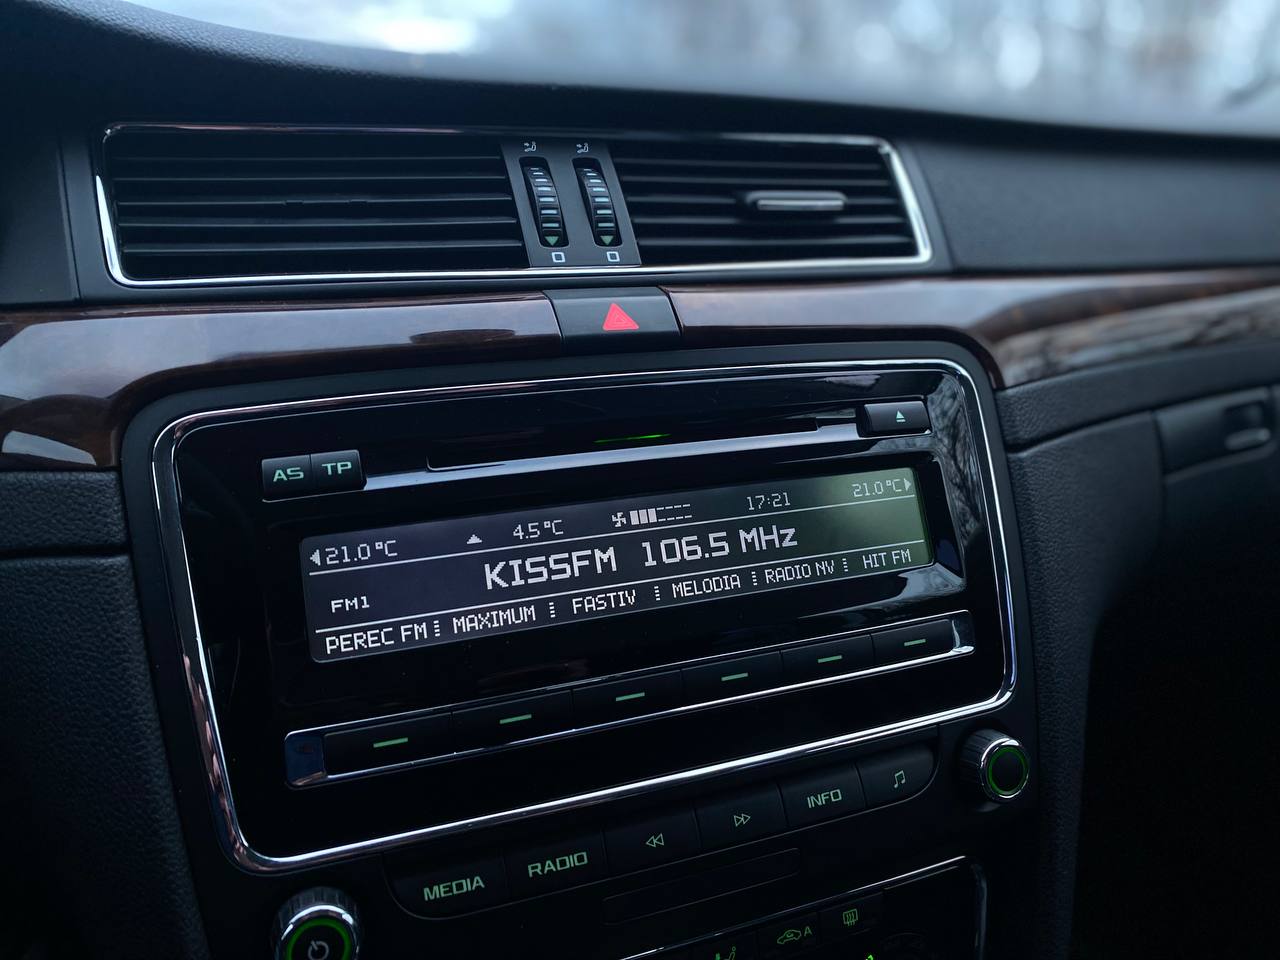 AS TP
21.0°C 4.5°C 17:21 21.0°C
KISSFM 106.5 MHz
FM1
PEREC FM MAXIMUM FASTIV MELODIA RADIO NV HIT FM
MEDIA RADIO INFO
A